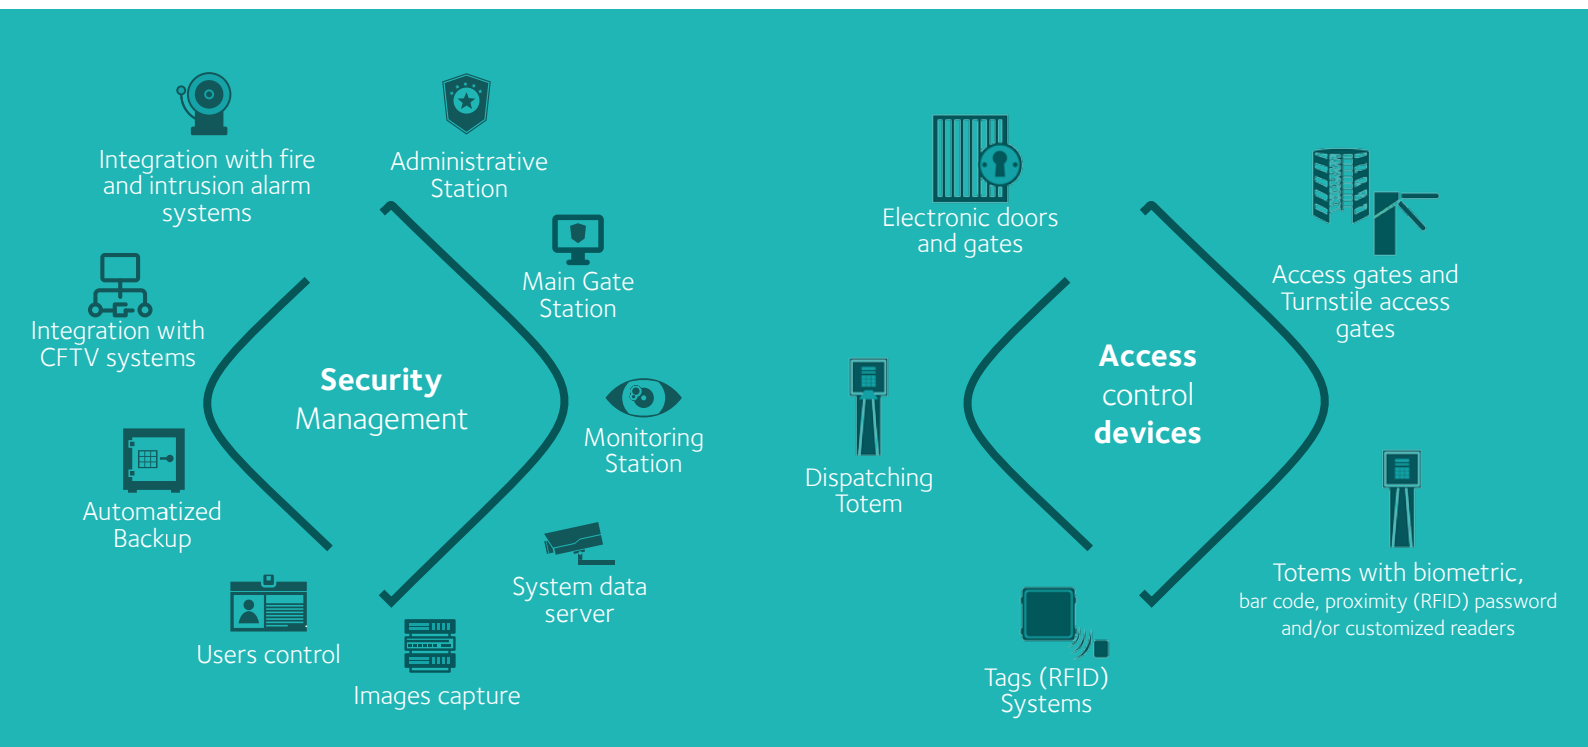 Integration with fire
and intrusion alarm
systems
Administrative
Station
Main Gate
Station
Integration with
CFTV systems
Security
Management
Monitoring
Station
Automatized
Backup
System data
server
Users control
Images capture
Electronic doors
and gates
Access gates and
Turnstile access
gates
Access
control
devices
Dispatching
Totem
Totems with biometric,
bar code, proximity (RFID) password
and/or customized readers
Tags (RFID)
Systems